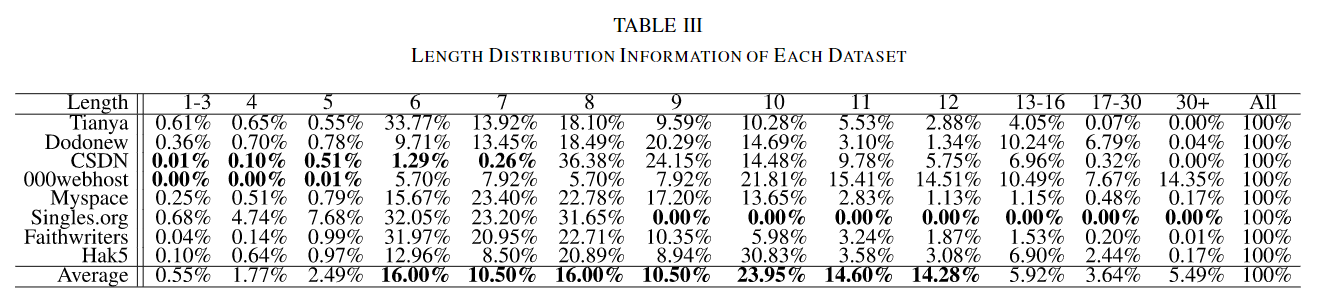 TABLE III
LENGTH DISTRIBUTION INFORMATION OF EACH DATASET
Length 1-3 4 5 6 7 8 9 10 11 12 13-16 17-30 30+ All
Tianya 0.61% 0.65% 0.55% 33.77% 13.92% 18.10% 9.59% 10.28% 5.53% 2.88% 4.05% 0.07% 0.00% 100%
Dodonew 0.36% 0.70% 0.78% 9.71% 13.45% 18.49% 20.29% 14.69% 3.10% 1.34% 10.24% 6.79% 0.04% 100%
CSDN 0.01% 0.10% 0.51% 1.29% 0.26% 36.38% 24.15% 14.48% 9.78% 5.75% 6.96% 0.32% 0.00% 100%
000webhost 0.00% 0.00% 0.01% 5.70% 7.92% 5.70% 7.92% 21.81% 15.41% 14.51% 10.49% 7.67% 14.35% 100%
Myspace 0.25% 0.51% 0.79% 15.67% 23.40% 22.78% 17.20% 13.65% 2.83% 1.13% 1.15% 0.48% 0.17% 100%
Singles.org 0.68% 4.74% 7.68% 32.05% 23.20% 31.65% 0.00% 0.00% 0.00% 0.00% 0.00% 0.00% 0.00% 100%
Faithwriters 0.04% 0.14% 0.99% 31.97% 20.95% 22.71% 10.35% 5.98% 3.24% 1.87% 1.53% 0.20% 0.01% 100%
Hak5 0.10% 0.64% 0.97% 12.96% 8.50% 20.89% 8.94% 30.83% 3.58% 3.08% 6.90% 2.44% 0.17% 100%
Average 0.55% 1.77% 2.49% 16.00% 10.50% 16.00% 10.50% 23.95% 14.60% 14.28% 5.92% 3.64% 5.49% 100%